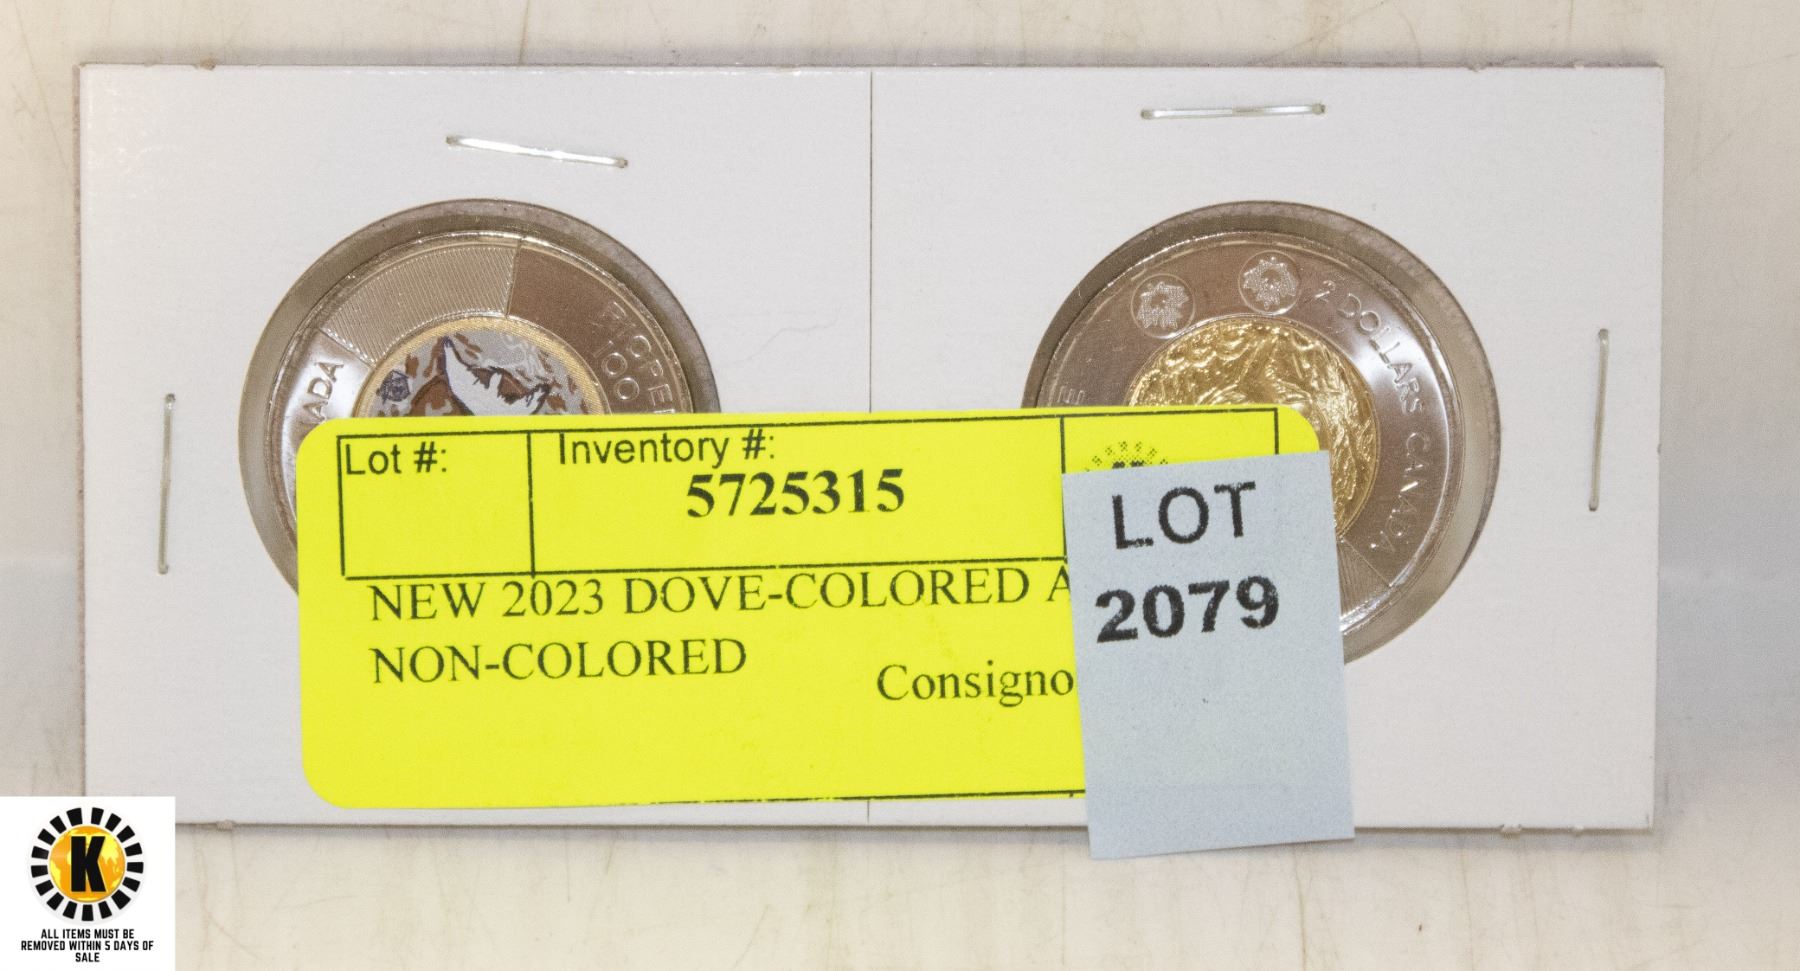 RIOPE
100
2 DOLLARS CANADA
Lot #:
Inventory #:
5725315
NEW 2023 DOVE-COLORED A
NON-COLORED
Consigno
LOT
2079
K
ALL ITEMS MUST BE
REMOVED WITHIN 5 DAYS OF
SALE